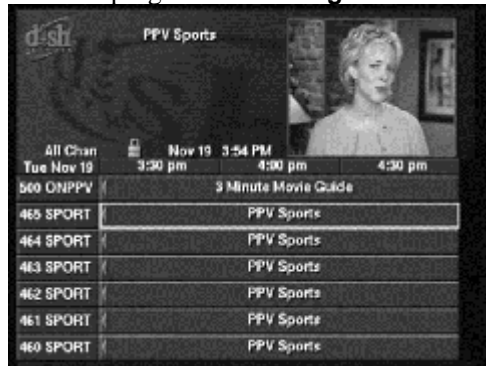 dish
NETWORK
PPV Sports
All Chan
Nov 19 3:54 PM
Tue Nov 19
3:30 pm
4:00 pm
4:30 pm
500 ONPPV
3 Minute Movie Guide
465 SPORT
PPV Sports
464 SPORT
PPV Sports
463 SPORT
PPV Sports
462 SPORT
PPV Sports
461 SPORT
PPV Sports
460 SPORT
PPV Sports